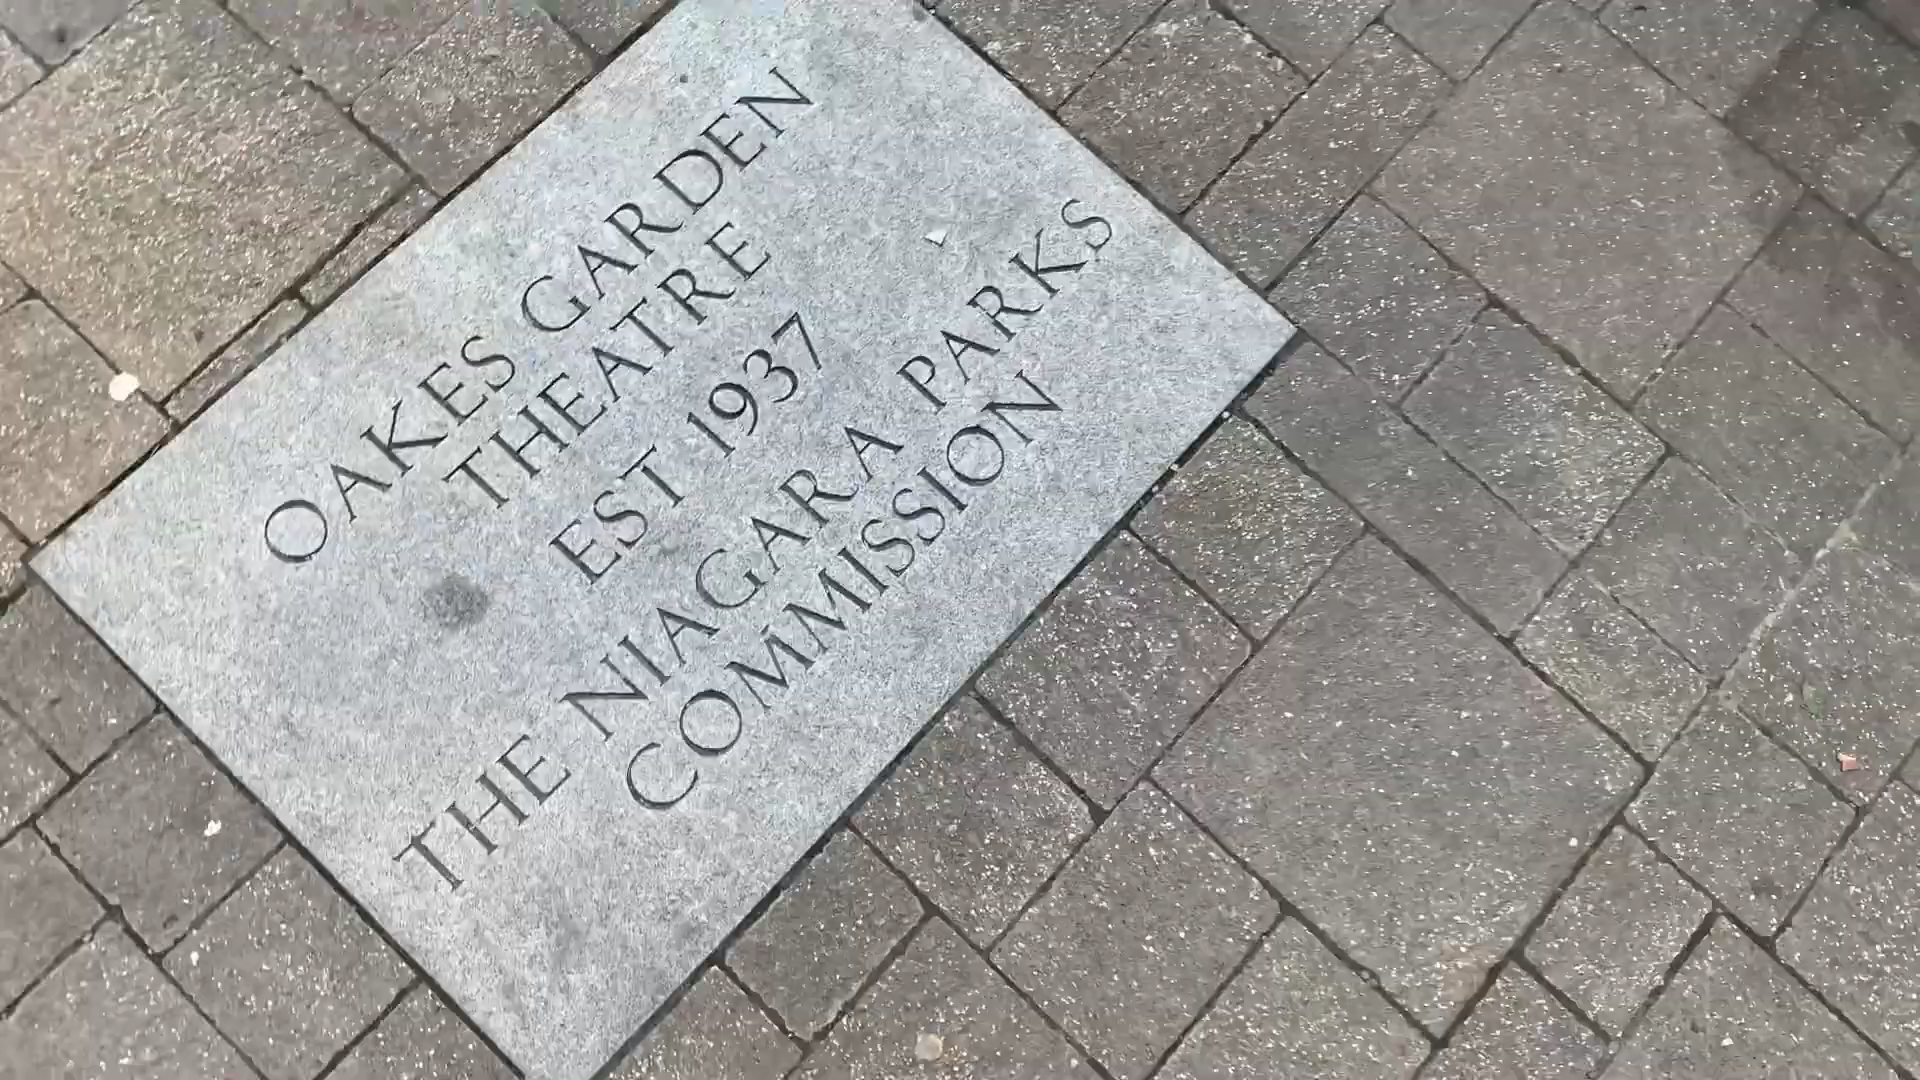 OAKES GARDEN
THEATRE
EST 1937
THE NIAGARA PARKS
COMMISSION